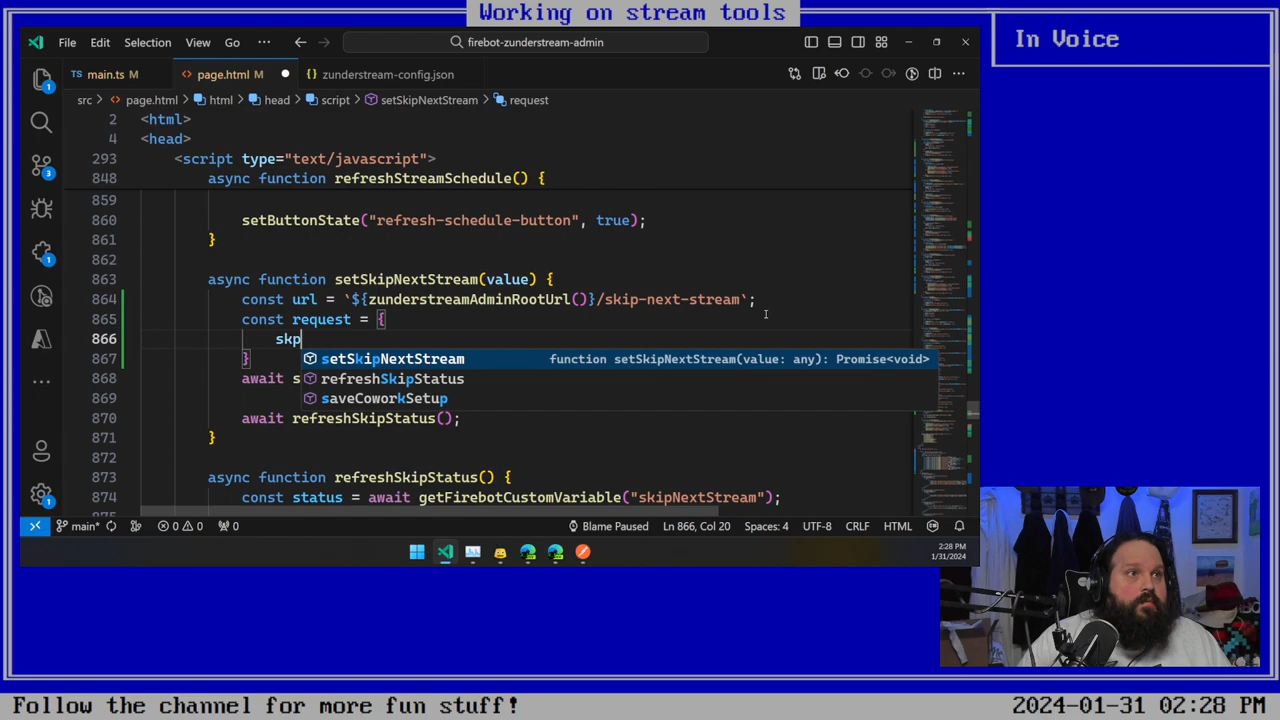 Working on stream tools
In Voice
File Edit Selection View Go ··· firebot-zunderstream-admin
TS main.ts M page.html M zunderstream-config.json
src > page.html > html > head > script > setSkipNextStream > request
2 <html>
4 <head>
293 <script type="text/javascript">
848 async function refreshStreamSchedule() {
859
860 setButtonState("refresh-schedule-button", true);
861 }
862
863 async function setSkipNextStream(value) {
864 const url = `${zunderstreamAdminRootUrl()}/skip-next-stream`;
865 const request = {
866 skp
setSkipNextStream function setSkipNextStream(value: any): Promise<void>
867
refreshSkipStatus
868 await s
saveCoworkSetup
870 await refreshSkipStatus();
871 }
872
873 async function refreshSkipStatus() {
874 const status = await getFirebotCustomVariable("skipNextStream");
main* 0 0 Blame Paused Ln 866, Col 20 Spaces: 4 UTF-8 CRLF HTML
2:28 PM
1/31/2024
Follow the channel for more fun stuff! 2024-01-31 02:28 PM